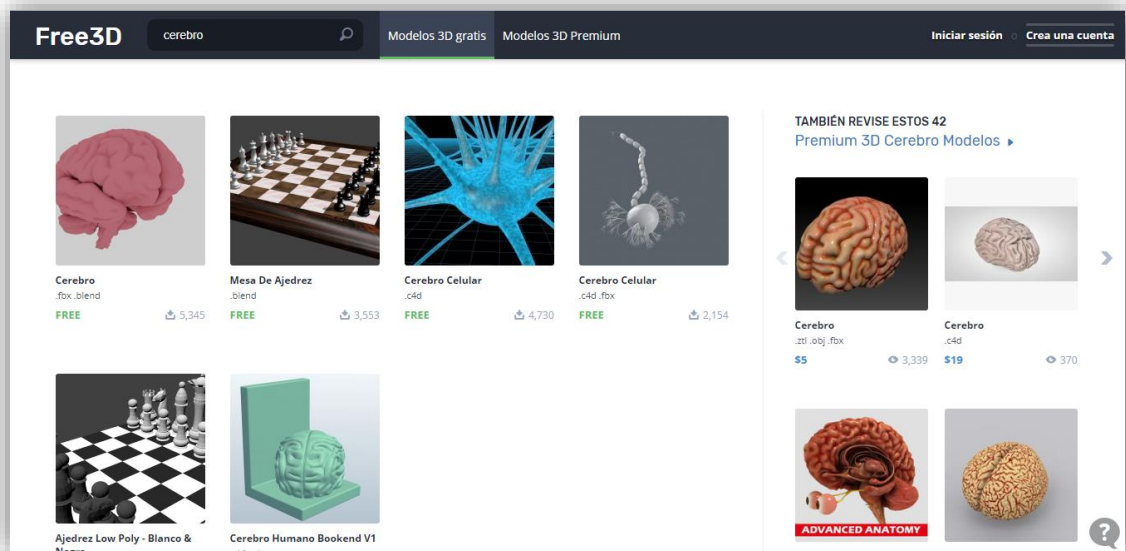 Free3D
cerebro
Modelos 3D gratis
Modelos 3D Premium
Iniciar sesión
o
Crea una cuenta
Cerebro
.fbx .blend
FREE
5,345
Mesa De Ajedrez
.blend
FREE
3,553
Cerebro Celular
.c4d
FREE
4,730
Cerebro Celular
.c4d .fbx
FREE
2,154
Ajedrez Low Poly - Blanco &
Cerebro Humano Bookend V1
TAMBIÉN REVISE ESTOS 42
Premium 3D Cerebro Modelos
Cerebro
.ztl .obj .fbx
$5
3,339
Cerebro
.c4d
$19
370
ADVANCED ANATOMY
?